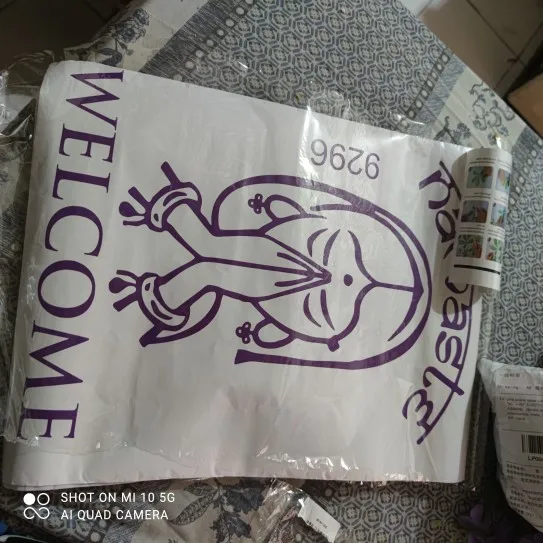 namaste
9296
WELCOME
SHOT ON MI 10 5G
AI QUAD CAMERA